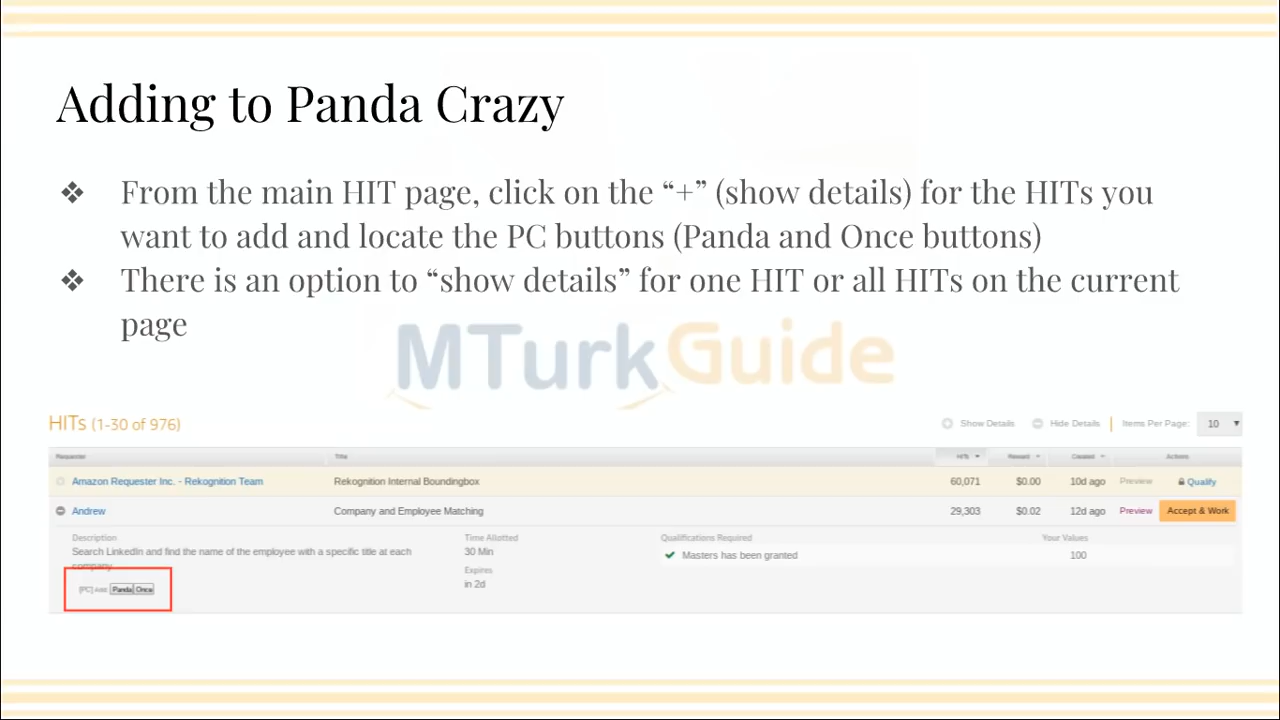 Adding to Panda Crazy
❖ From the main HIT page, click on the “+” (show details) for the HITs you
want to add and locate the PC buttons (Panda and Once buttons)
❖ There is an option to “show details” for one HIT or all HITs on the current
page
MTurkGuide
HITs (1-30 of 976)
Show Details Hide Details | Items Per Page: 10
Requester Title HITs Reward Created Actions
Amazon Requester Inc. - Rekognition Team Rekognition Internal Boundingbox 60,071 $0.00 10d ago Preview Qualify
Andrew Company and Employee Matching 29,303 $0.02 12d ago Preview Accept & Work
Description Time Allotted Qualifications Required Your Values
Search LinkedIn and find the name of the employee with a specific title at each 30 Min Masters has been granted 100
company.
Expires
in 2d
[PC] Add: Panda Once